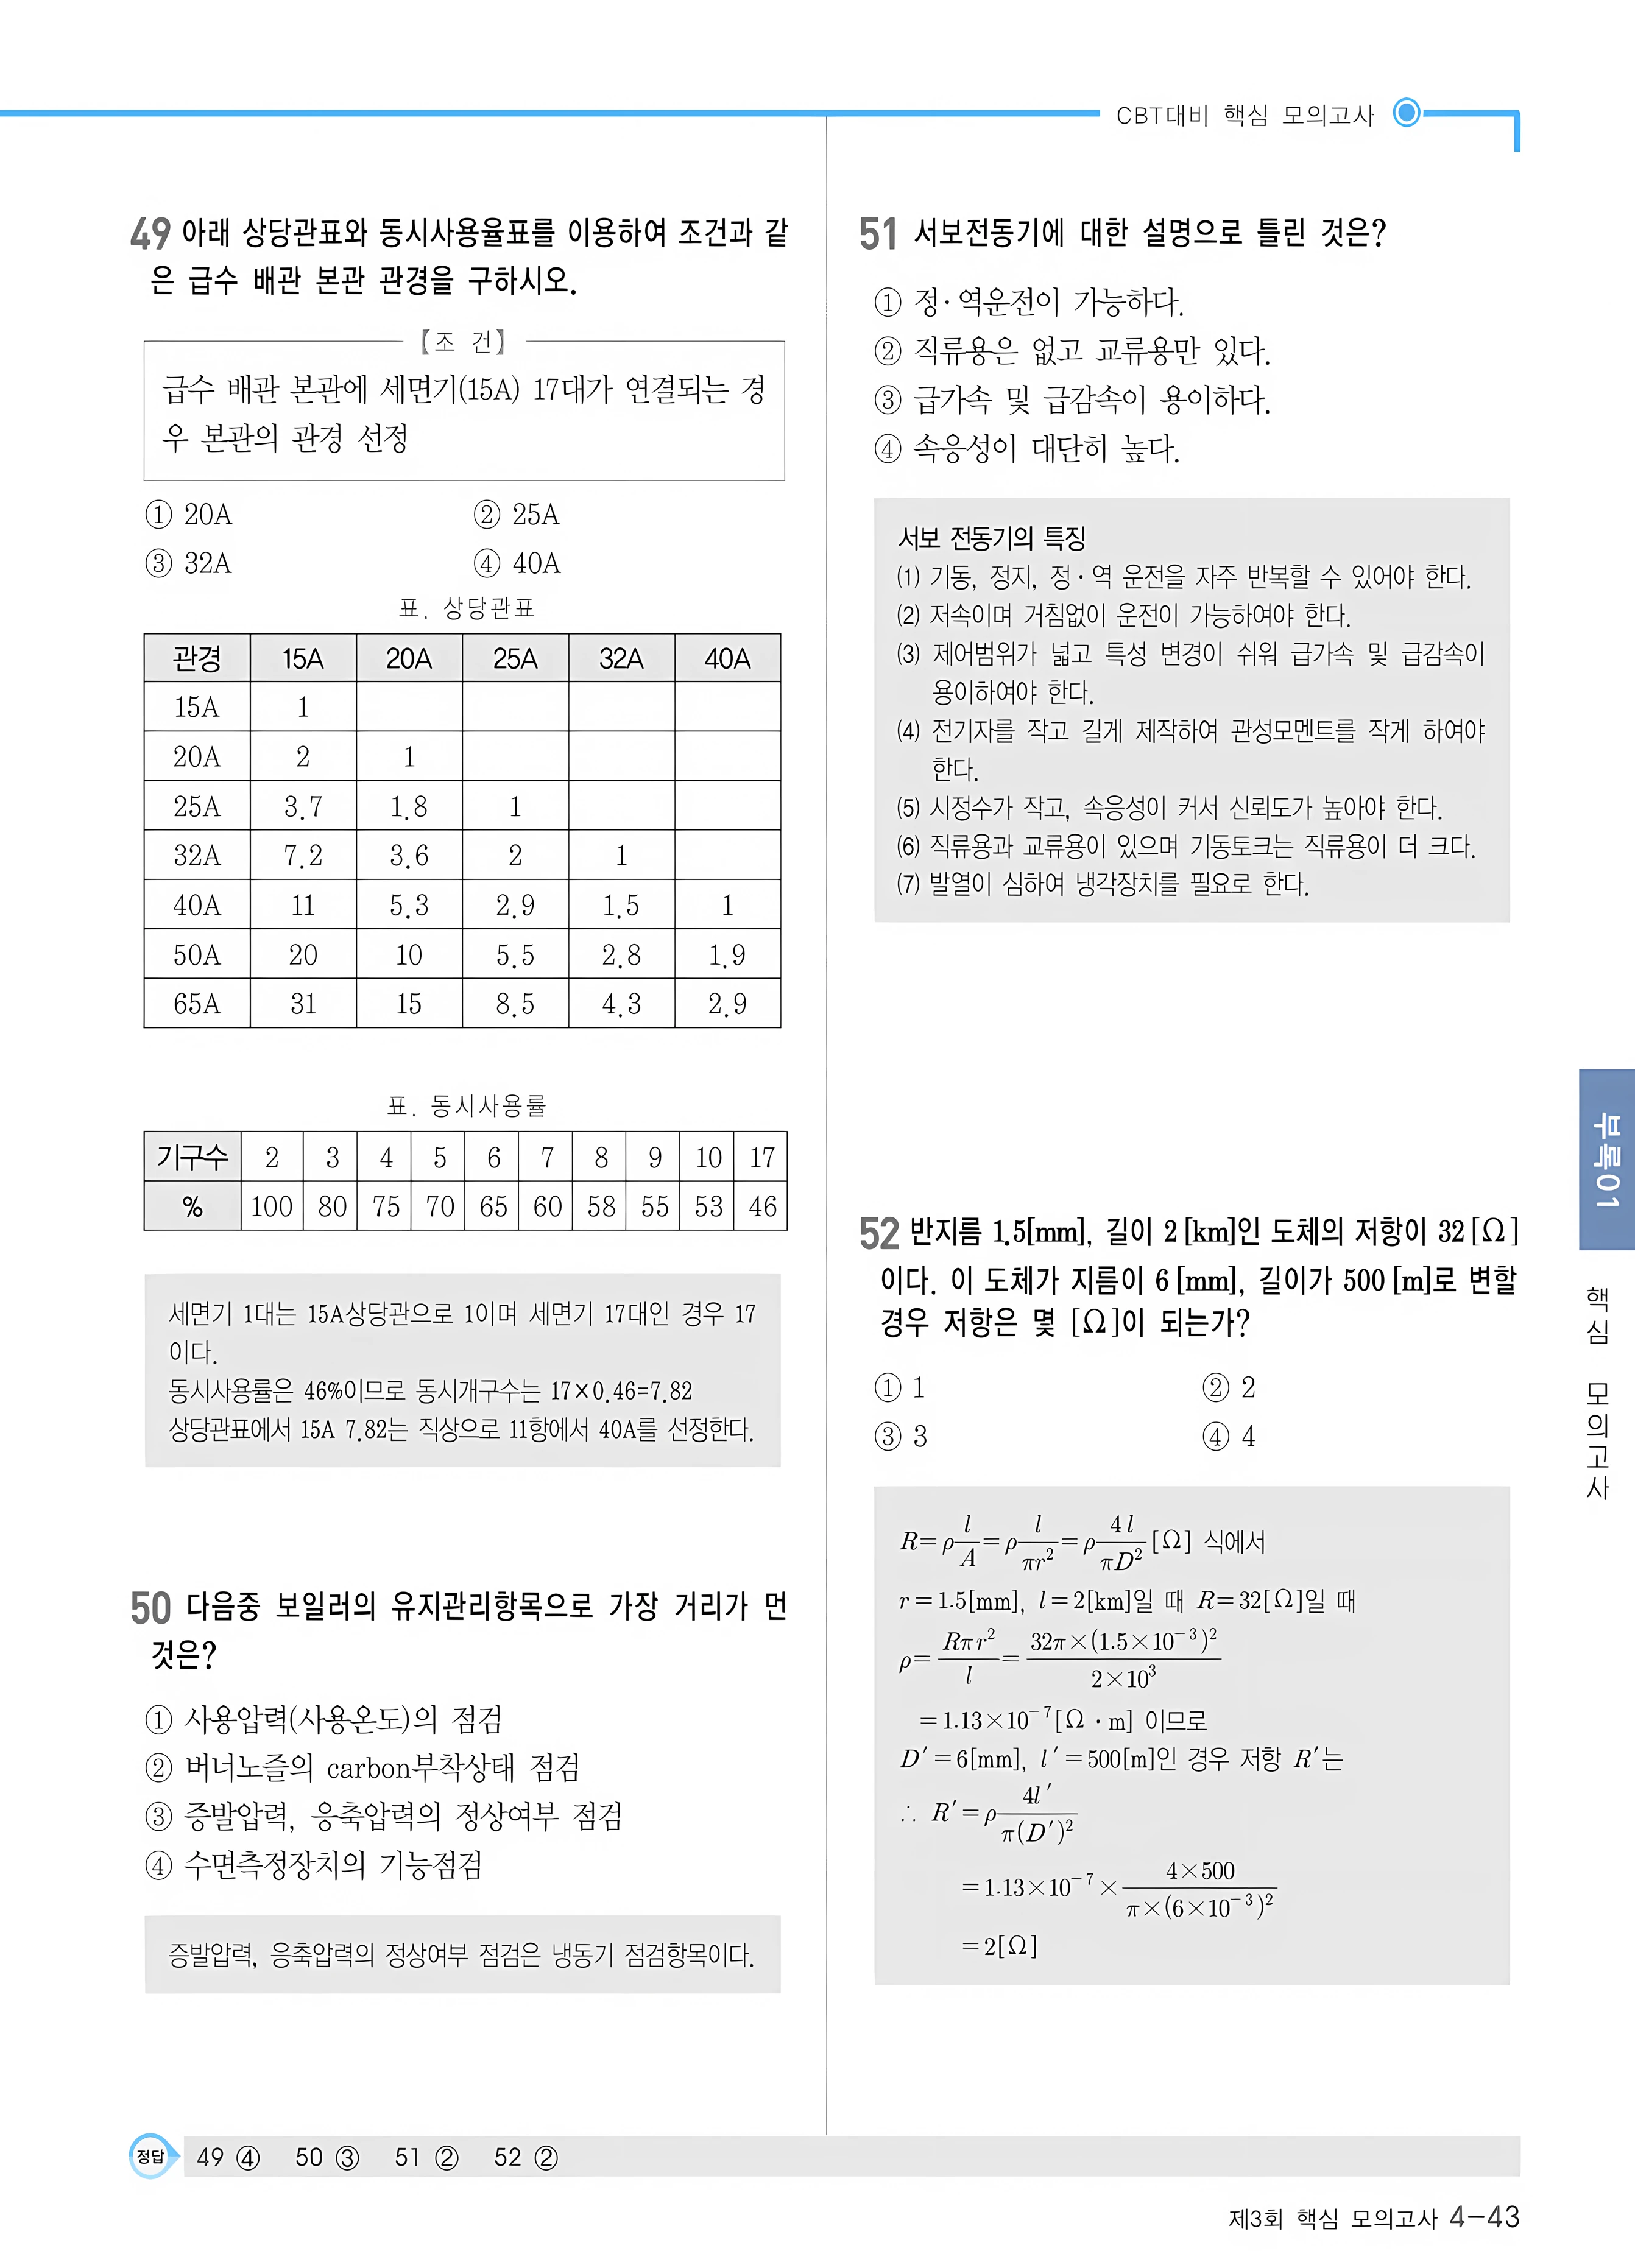 CBT대비 핵심 모의고사
49 아래 상당관표와 동시사용율표를 이용하여 조건과 같
은 급수 배관 본관 관경을 구하시오.
【조 건】
급수 배관 본관에 세면기(15A) 17대가 연결되는 경
우 본관의 관경 선정
① 20A ② 25A
③ 32A ④ 40A
표. 상당관표
관경 15A 20A 25A 32A 40A
15A 1
20A 2 1
25A 3.7 1.8 1
32A 7.2 3.6 2 1
40A 11 5.3 2.9 1.5 1
50A 20 10 5.5 2.8 1.9
65A 31 15 8.5 4.3 2.9
표. 동시사용률
기구수 2 3 4 5 6 7 8 9 10 17
% 100 80 75 70 65 60 58 55 53 46
세면기 1대는 15A상당관으로 1이며 세면기 17대인 경우 17
이다.
동시사용률은 46%이므로 동시개구수는 17×0.46=7.82
상당관표에서 15A 7.82는 직상으로 11항에서 40A를 선정한다.
50 다음중 보일러의 유지관리항목으로 가장 거리가 먼
것은?
① 사용압력(사용온도)의 점검
② 버너노즐의 carbon부착상태 점검
③ 증발압력, 응축압력의 정상여부 점검
④ 수면측정장치의 기능점검
증발압력, 응축압력의 정상여부 점검은 냉동기 점검항목이다.
51 서보전동기에 대한 설명으로 틀린 것은?
① 정·역운전이 가능하다.
② 직류용은 없고 교류용만 있다.
③ 급가속 및 급감속이 용이하다.
④ 속응성이 대단히 높다.
서보 전동기의 특징
(1) 기동, 정지, 정·역 운전을 자주 반복할 수 있어야 한다.
(2) 저속이며 거침없이 운전이 가능하여야 한다.
(3) 제어범위가 넓고 특성 변경이 쉬워 급가속 및 급감속이
용이하여야 한다.
(4) 전기자를 작고 길게 제작하여 관성모멘트를 작게 하여야
한다.
(5) 시정수가 작고, 속응성이 커서 신뢰도가 높아야 한다.
(6) 직류용과 교류용이 있으며 기동토크는 직류용이 더 크다.
(7) 발열이 심하여 냉각장치를 필요로 한다.
52 반지름 1.5[mm], 길이 2[km]인 도체의 저항이 32[Ω]
이다. 이 도체가 지름이 6[mm], 길이가 500[m]로 변할
경우 저항은 몇 [Ω]이 되는가?
① 1 ② 2
③ 3 ④ 4
R=ρ l/A=ρ l/πr²=ρ 4l/πD² [Ω] 식에서
r=1.5[mm], l=2[km]일 때 R=32[Ω]일 때
ρ= Rπr²/l = 32π×(1.5×10⁻³)²/2×10³
=1.13×10⁻⁷[Ω·m] 이므로
D′=6[mm], l′=500[m]인 경우 저항 R′는
∴ R′=ρ 4l′/π(D′)²
=1.13×10⁻⁷× 4×500/π×(6×10⁻³)²
=2[Ω]
부록01
핵심 모의고사
정답 49 ④ 50 ③ 51 ② 52 ②
제3회 핵심 모의고사 4-43